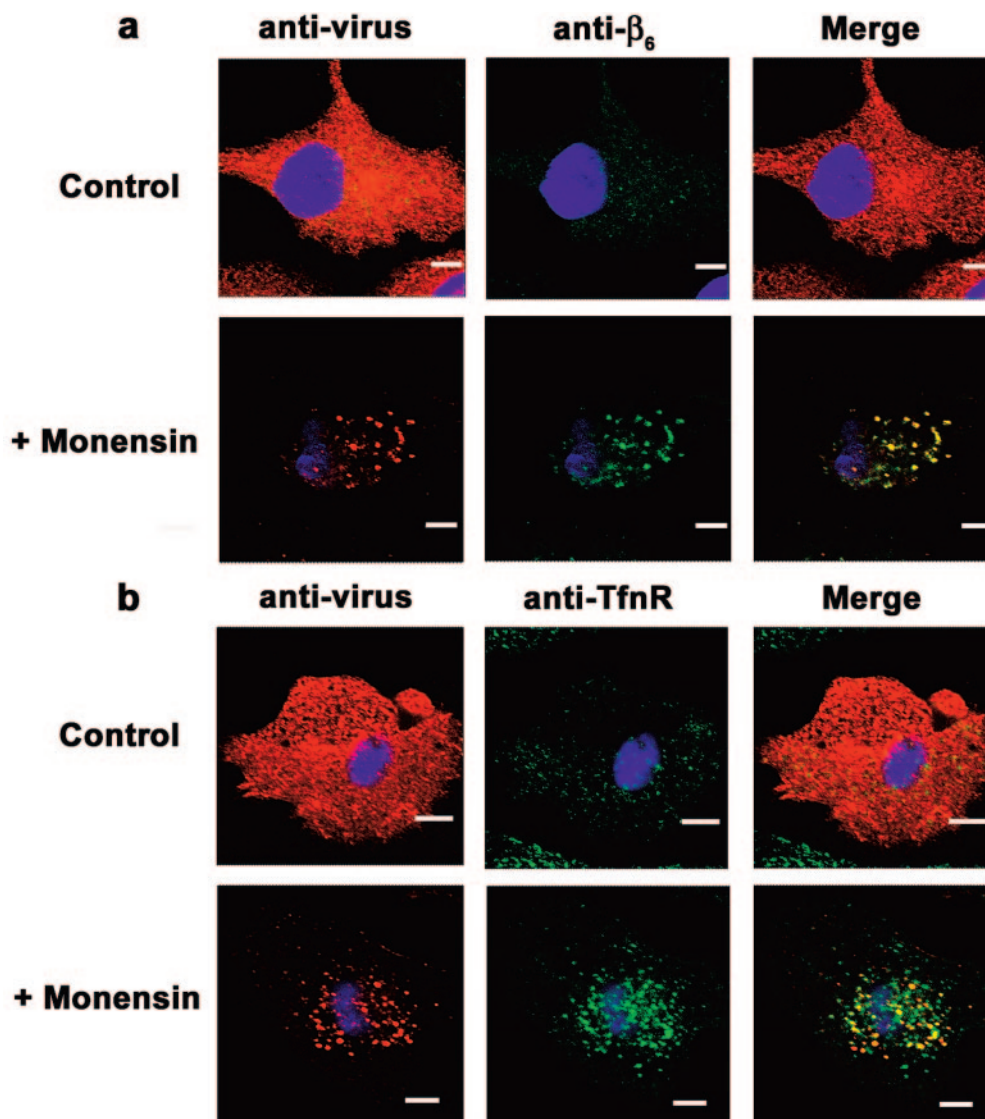 a anti-virus anti-β₆ Merge
Control
+ Monensin
b anti-virus anti-TfnR Merge
Control
+ Monensin